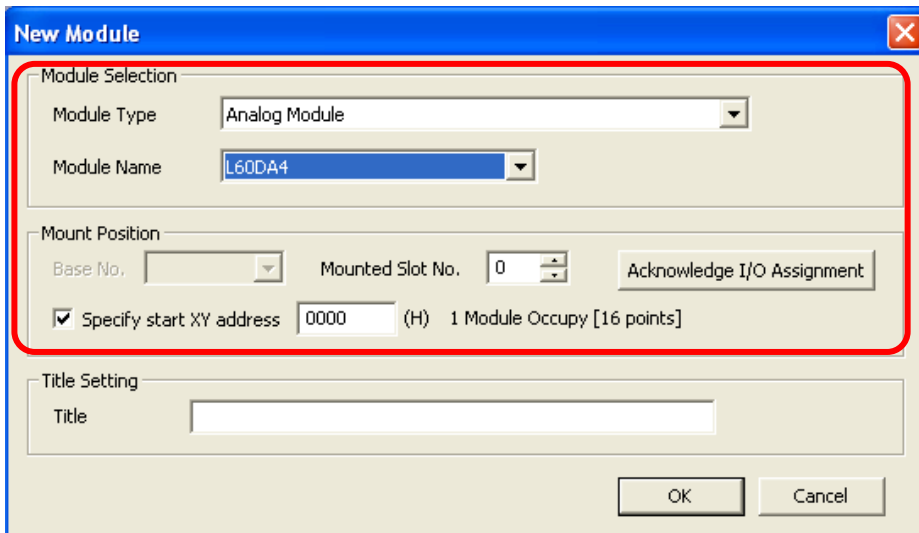 New Module
Module Selection
Module Type Analog Module
Module Name L60DA4
Mount Position
Base No. Mounted Slot No. 0 Acknowledge I/O Assignment
Specify start XY address 0000 (H) 1 Module Occupy [16 points]
Title Setting
Title
OK Cancel